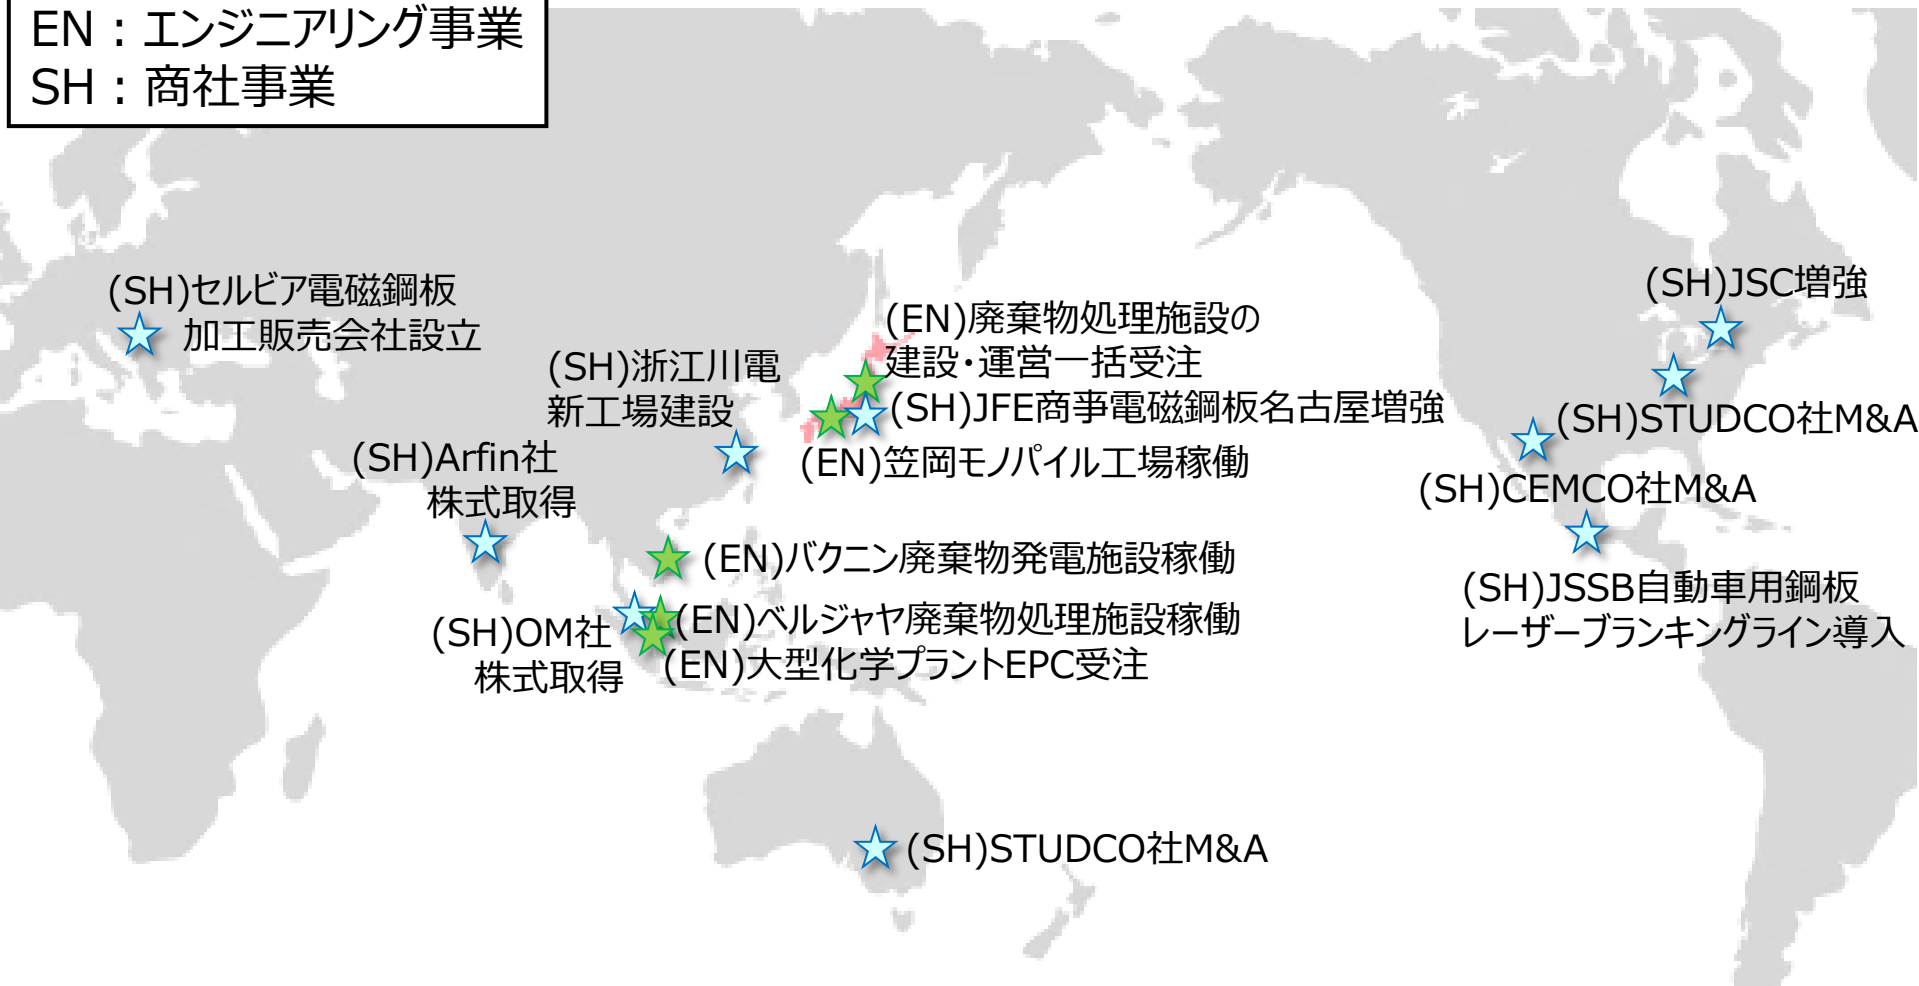 EN：エンジニアリング事業
SH：商社事業
(SH)セルビア電磁鋼板
加工販売会社設立
(SH)浙江川電
新工場建設
(SH)Arfin社
株式取得
(EN)廃棄物処理施設の
建設・運営一括受注
(SH)JFE商事電磁鋼板名古屋増強
(EN)笠岡モノパイル工場稼働
(EN)バクニン廃棄物発電施設稼働
(EN)ベルジャヤ廃棄物処理施設稼働
(SH)OM社
株式取得
(EN)大型化学プラントEPC受注
(SH)STUDCO社M&A
(SH)JSC増強
(SH)STUDCO社M&A
(SH)CEMCO社M&A
(SH)JSSB自動車用鋼板
レーザーブランキングライン導入